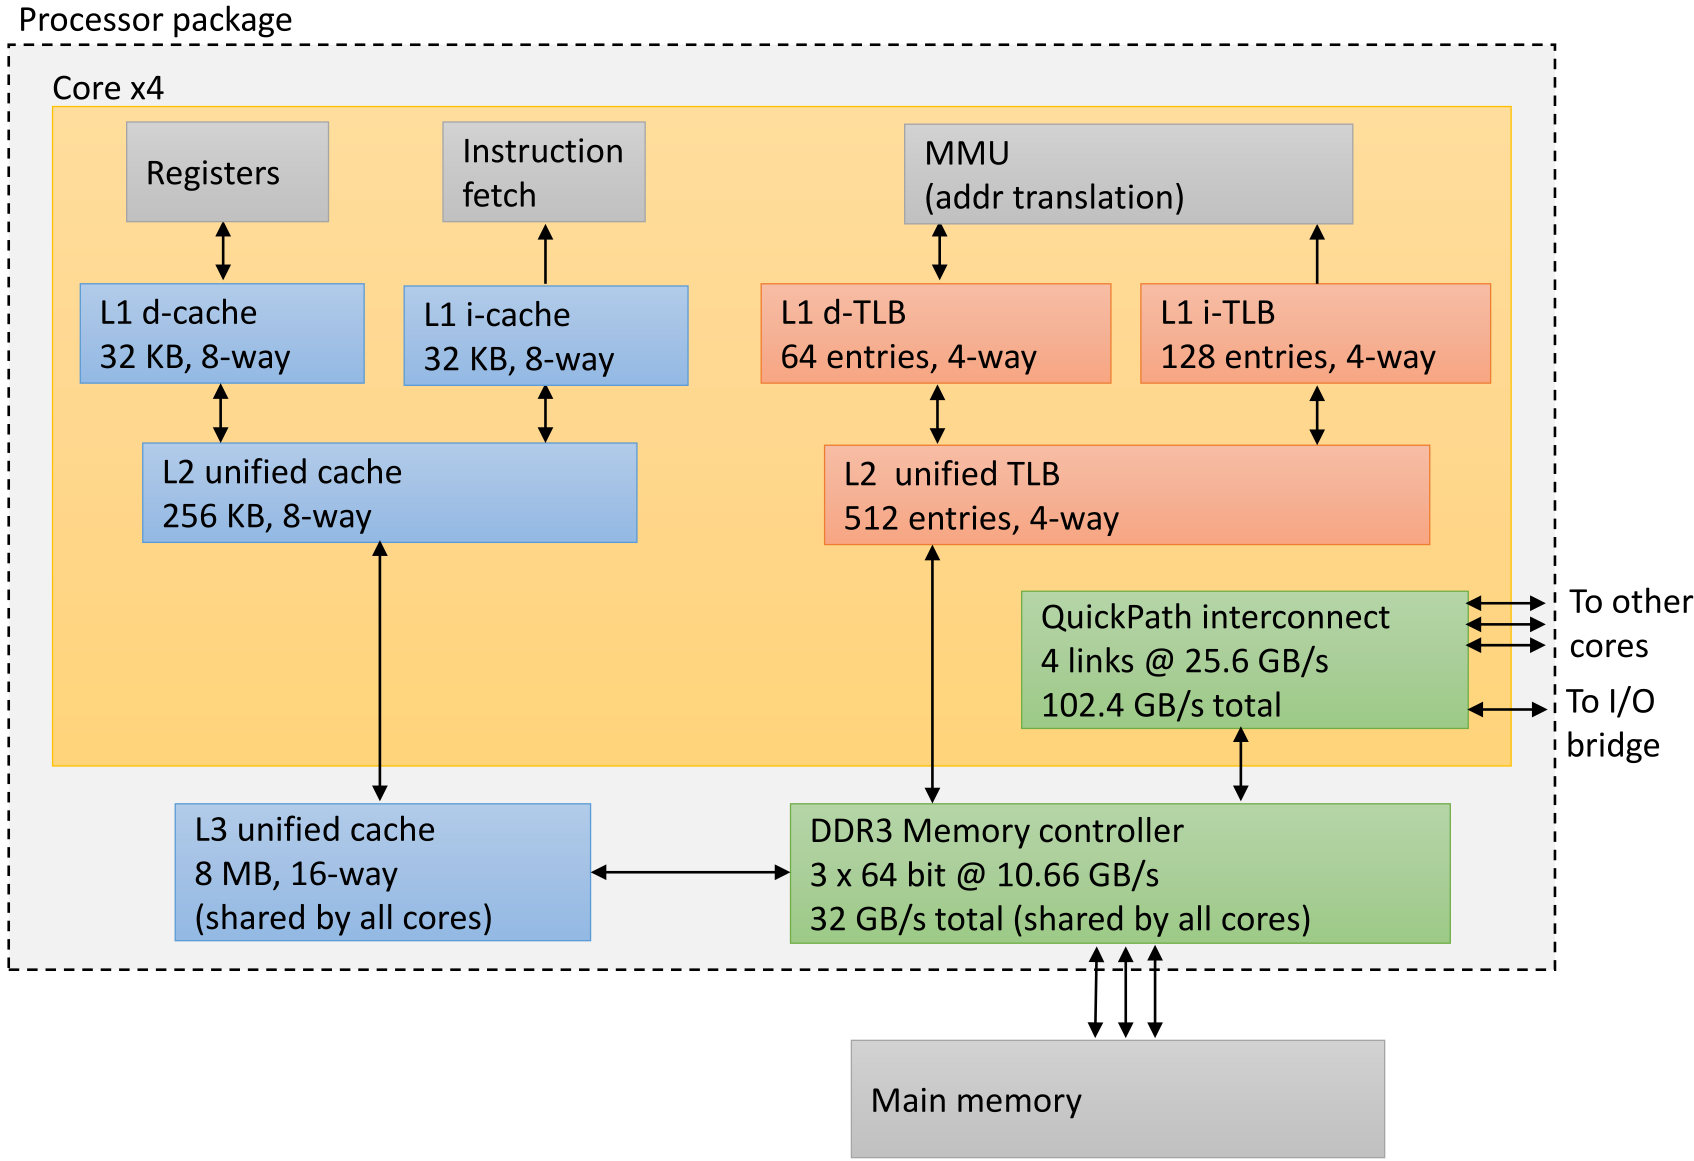 Processor package
Core x4
Registers
Instruction
fetch
MMU
(addr translation)
L1 d-cache
32 KB, 8-way
L1 i-cache
32 KB, 8-way
L1 d-TLB
64 entries, 4-way
L1 i-TLB
128 entries, 4-way
L2 unified cache
256 KB, 8-way
L2  unified TLB
512 entries, 4-way
QuickPath interconnect
4 links @ 25.6 GB/s
102.4 GB/s total
To other
cores
To I/O
bridge
L3 unified cache
8 MB, 16-way
(shared by all cores)
DDR3 Memory controller
3 x 64 bit @ 10.66 GB/s
32 GB/s total (shared by all cores)
Main memory